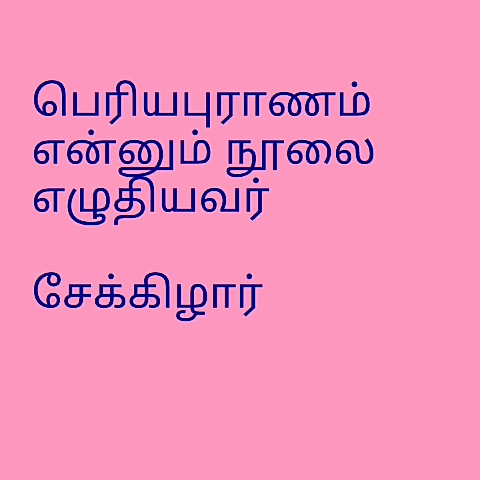 பெரியபுராணம்
என்னும் நூலை
எழுதியவர்
சேக்கிழார்